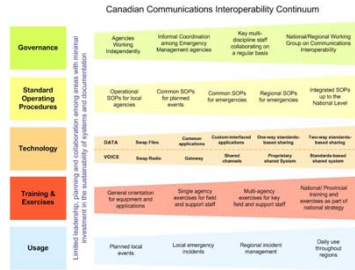 Canadian Communications Interoperability Continuum
Limited leadership, planning and collaboration among areas with minimal
investment in the sustainability of systems and documentation
Governance
Agencies
Working
Independently
Informal Coordination
among Emergency
Management agencies
Key multi-
discipline staff
collaborating on
a regular basis
National/Regional Working
Group on Communications
Interoperability
Standard
Operating
Procedures
Operational
SOPs for
local agencies
Common SOPs
for planned
events
Common SOPs
for emergencies
Regional SOPs
for emergencies
Integrated SOPs
up to the
National Level
Technology
DATA
Swap Files
Common
applications
Custom-interfaced
applications
One-way standards-
based sharing
Two-way standards-
based sharing
VOICE
Swap Radio
Gateway
Shared
channels
Proprietary
shared System
Standards-based
shared system
Training &
Exercises
General orientation
for equipment and
applications
Single agency
exercises for field
and support staff
Multi-agency
exercises for key
field and support staff
National/ Provincial
training and
exercises as part of
national strategy
Usage
Planned local
events
Local emergency
incidents
Regional incident
management
Daily use
throughout
regions